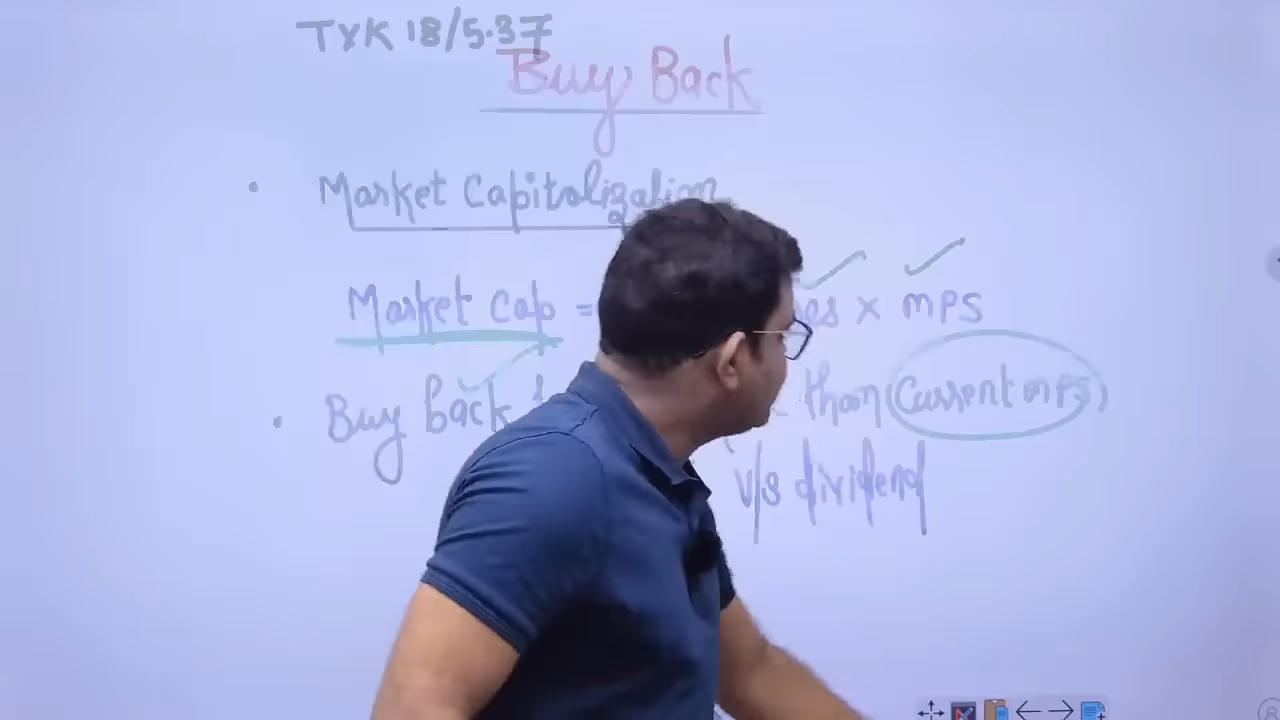 TYK 18/5.37
Buy Back
• Market Capitalization
Market Cap = × MPS
• Buy back than (Current MPS)
v/s dividend